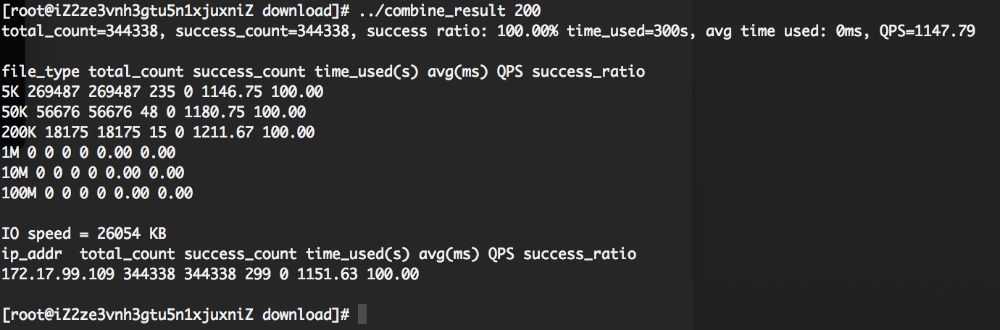 [root@iZ2ze3vnh3gtu5n1xjuxniZ download]# ../combine_result 200
total_count=344338, success_count=344338, success ratio: 100.00% time_used=300s, avg time used: 0ms, QPS=1147.79
file_type total_count success_count time_used(s) avg(ms) QPS success_ratio
5K 269487 269487 235 0 1146.75 100.00
50K 56676 56676 48 0 1180.75 100.00
200K 18175 18175 15 0 1211.67 100.00
1M 0 0 0 0 0.00 0.00
10M 0 0 0 0 0.00 0.00
100M 0 0 0 0 0.00 0.00
IO speed = 26054 KB
ip_addr  total_count success_count time_used(s) avg(ms) QPS success_ratio
172.17.99.109 344338 344338 299 0 1151.63 100.00
[root@iZ2ze3vnh3gtu5n1xjuxniZ download]#